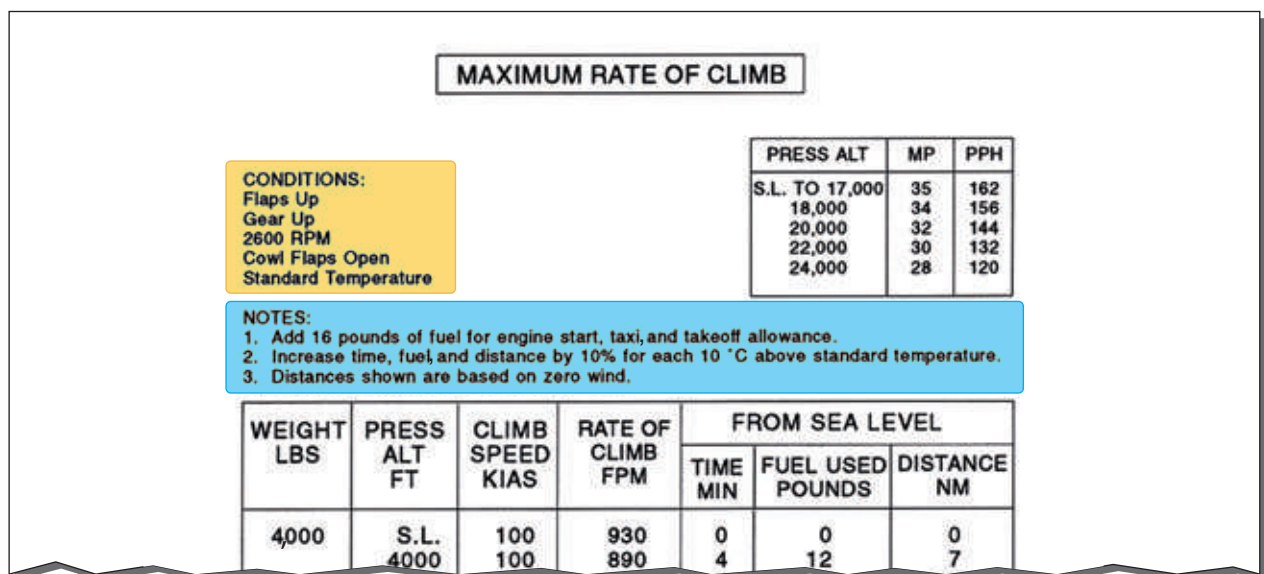 MAXIMUM RATE OF CLIMB
PRESS ALT MP PPH
S.L. TO 17,000 35 162
18,000 34 156
20,000 32 144
22,000 30 132
24,000 28 120
CONDITIONS:
Flaps Up
Gear Up
2600 RPM
Cowl Flaps Open
Standard Temperature
NOTES:
1. Add 16 pounds of fuel for engine start, taxi, and takeoff allowance.
2. Increase time, fuel, and distance by 10% for each 10 °C above standard temperature.
3. Distances shown are based on zero wind.
WEIGHT LBS
PRESS ALT FT
CLIMB SPEED KIAS
RATE OF CLIMB FPM
FROM SEA LEVEL
TIME MIN
FUEL USED POUNDS
DISTANCE NM
4,000 S.L. 100 930 0 0 0
4000 100 890 4 12 7